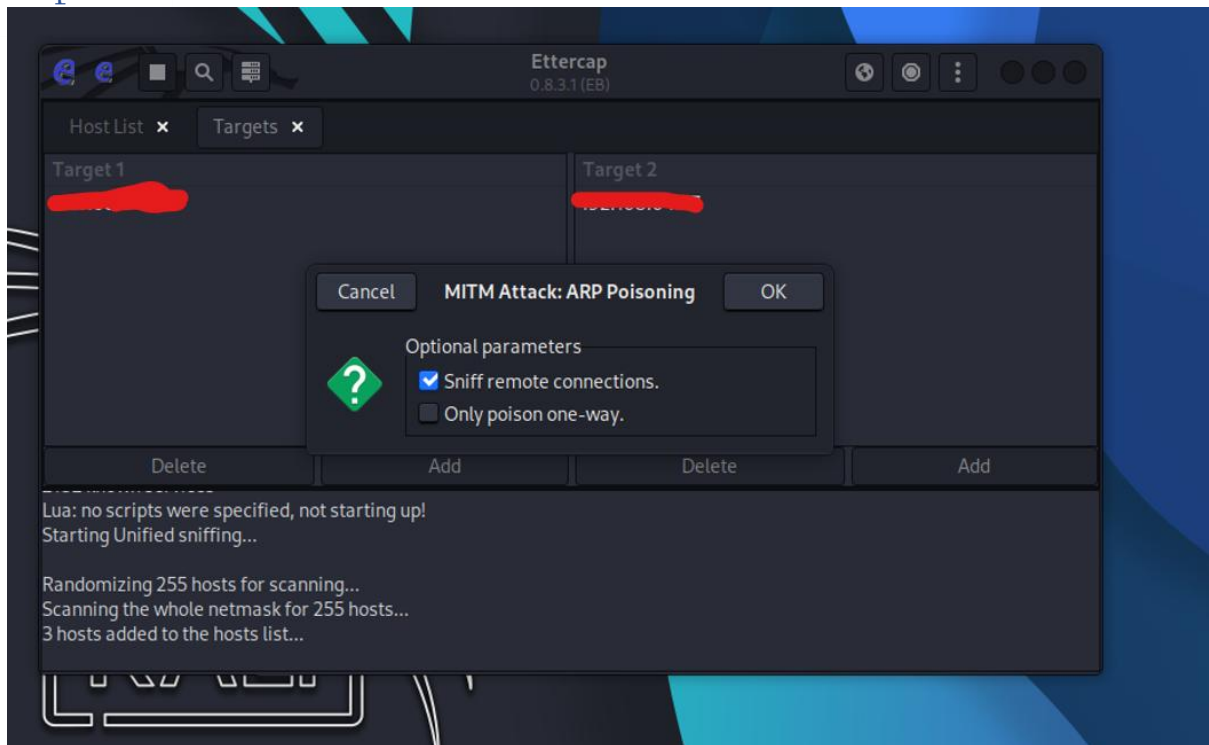 Ettercap
0.8.3.1 (EB)
Host List × Targets ×
Target 1 Target 2
Cancel MITM Attack: ARP Poisoning OK
Optional parameters
Sniff remote connections.
Only poison one-way.
Delete Add Delete Add
Lua: no scripts were specified, not starting up!
Starting Unified sniffing...
Randomizing 255 hosts for scanning...
Scanning the whole netmask for 255 hosts...
3 hosts added to the hosts list...